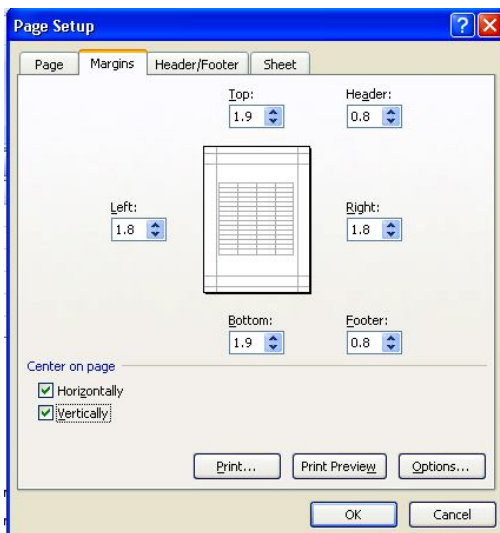 Page Setup
Page Margins Header/Footer Sheet
Top: Header:
1.9 0.8
Left: Right:
1.8 1.8
Bottom: Footer:
1.9 0.8
Center on page
Horizontally
Vertically
Print... Print Preview Options...
OK Cancel